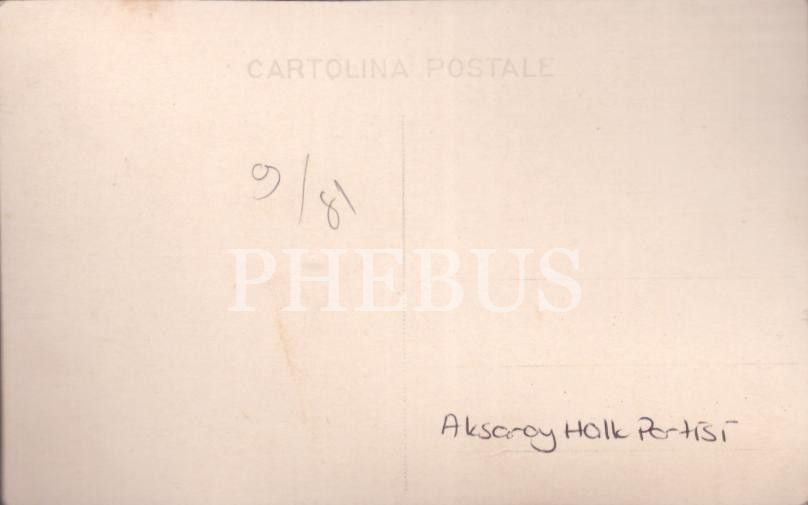 CARTOLINA POSTALE
9/81
PHEBUS
Aksaray Halk Partisi